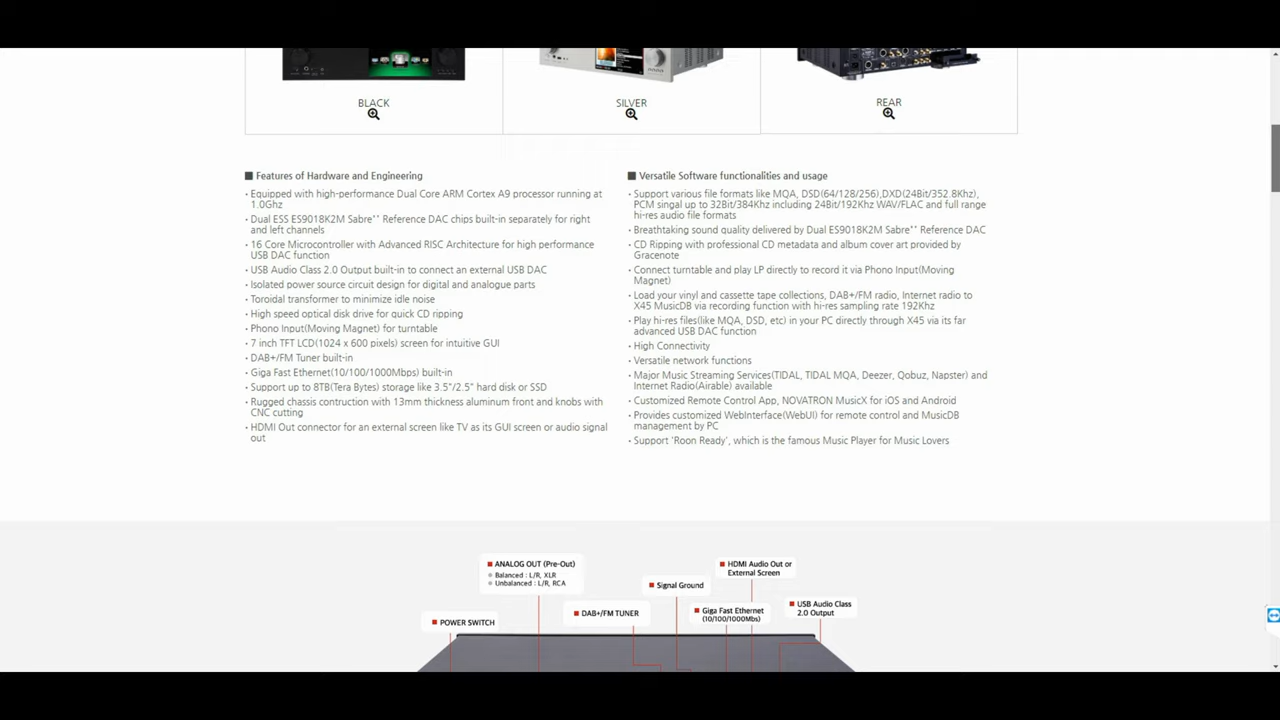 BLACK
SILVER
REAR
Features of Hardware and Engineering
· Equipped with high-performance Dual Core ARM Cortex A9 processor running at
1.0Ghz
· Dual ESS ES9018K2M Sabre˚˚ Reference DAC chips built-in separately for right
and left channels
· 16 Core Microcontroller with Advanced RISC Architecture for high performance
USB DAC function
· USB Audio Class 2.0 Output built-in to connect an external USB DAC
· Isolated power source circuit design for digital and analogue parts
· Toroidal transformer to minimize idle noise
· High speed optical disk drive for quick CD ripping
· Phono Input(Moving Magnet) for turntable
· 7 inch TFT LCD(1024 x 600 pixels) screen for intuitive GUI
· DAB+/FM Tuner built-in
· Giga Fast Ethernet(10/100/1000Mbps) built-in
· Support up to 8TB(Tera Bytes) storage like 3.5"/2.5" hard disk or SSD
· Rugged chassis contruction with 13mm thickness aluminum front and knobs with
CNC cutting
· HDMI Out connector for an external screen like TV as its GUI screen or audio signal
out
Versatile Software functionalities and usage
· Support various file formats like MQA, DSD(64/128/256),DXD(24Bit/352.8Khz),
PCM singal up to 32Bit/384Khz including 24Bit/192Khz WAV/FLAC and full range
hi-res audio file formats
· Breathtaking sound quality delivered by Dual ES9018K2M Sabre˚˚ Reference DAC
· CD Ripping with professional CD metadata and album cover art provided by
Gracenote
· Connect turntable and play LP directly to record it via Phono Input(Moving
Magnet)
· Load your vinyl and cassette tape collections, DAB+/FM radio, Internet radio to
X45 MusicDB via recording function with hi-res sampling rate 192Khz
· Play hi-res files(like MQA, DSD, etc) in your PC directly through X45 via its far
advanced USB DAC function
· High Connectivity
· Versatile network functions
· Major Music Streaming Services(TIDAL, TIDAL MQA, Deezer, Qobuz, Napster) and
Internet Radio(Airable) available
· Customized Remote Control App, NOVATRON MusicX for iOS and Android
· Provides customized WebInterface(WebUI) for remote control and MusicDB
management by PC
· Support 'Roon Ready', which is the famous Music Player for Music Lovers
ANALOG OUT (Pre-Out)
Balanced : L/R, XLR
Unbalanced : L/R, RCA
HDMI Audio Out or
External Screen
Signal Ground
POWER SWITCH
DAB+/FM TUNER
Giga Fast Ethernet
(10/100/1000Mbs)
USB Audio Class
2.0 Output